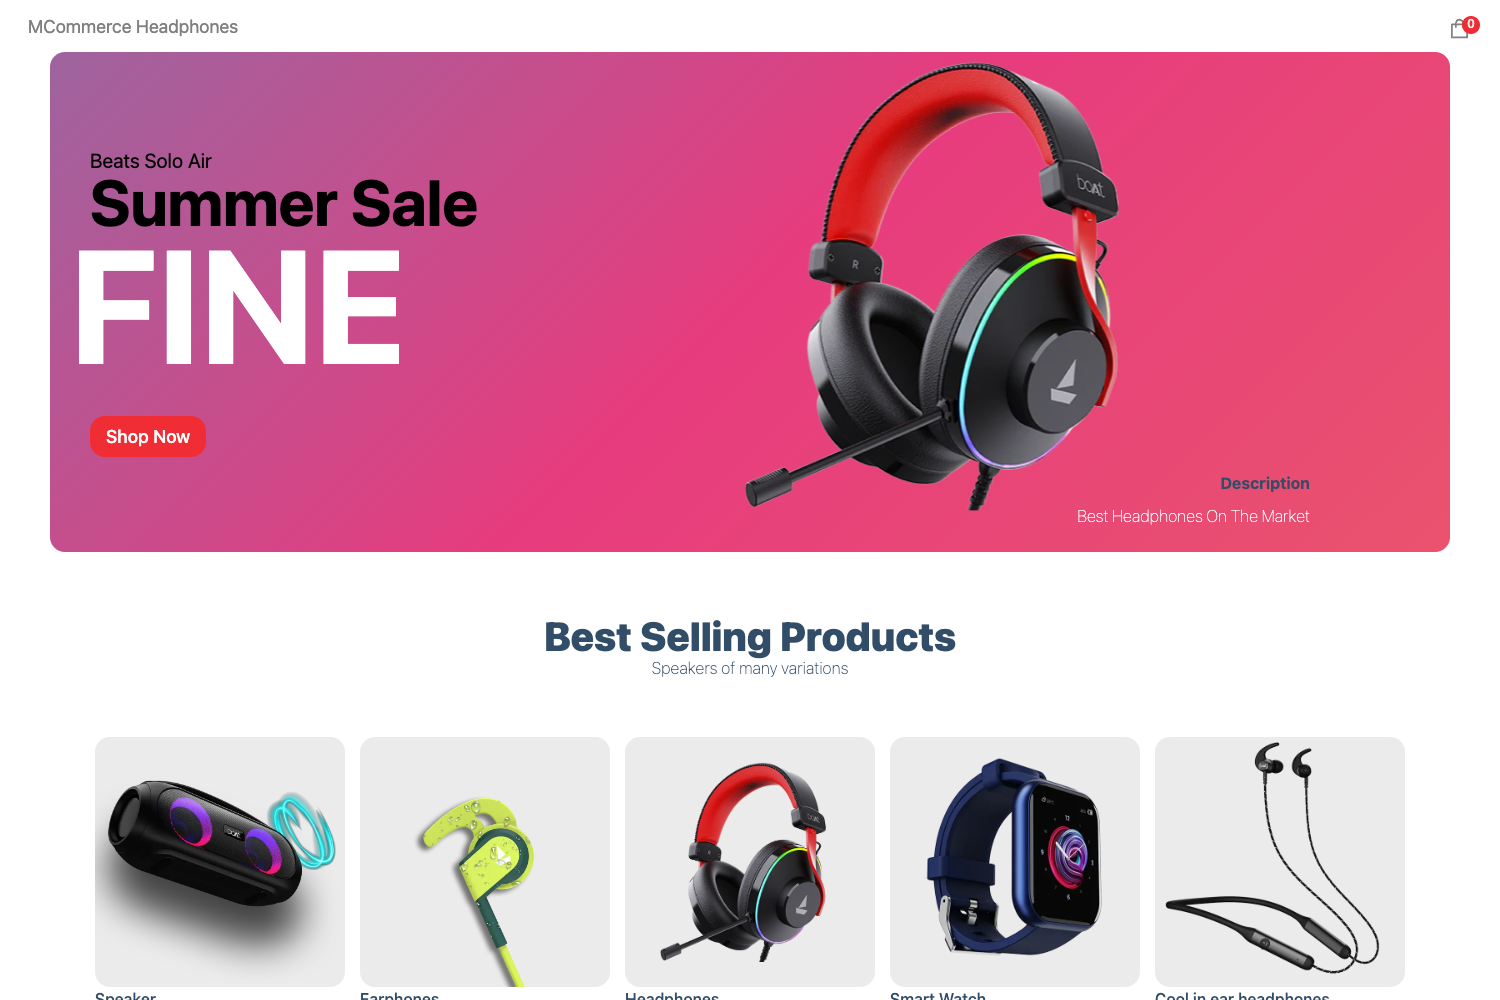 MCommerce Headphones
0
Beats Solo Air
Summer Sale
FINE
Shop Now
boAt
R
Description
Best Headphones On The Market
Best Selling Products
Speakers of many variations
Speaker
Earphones
Headphones
Smart Watch
Cool in ear headphones